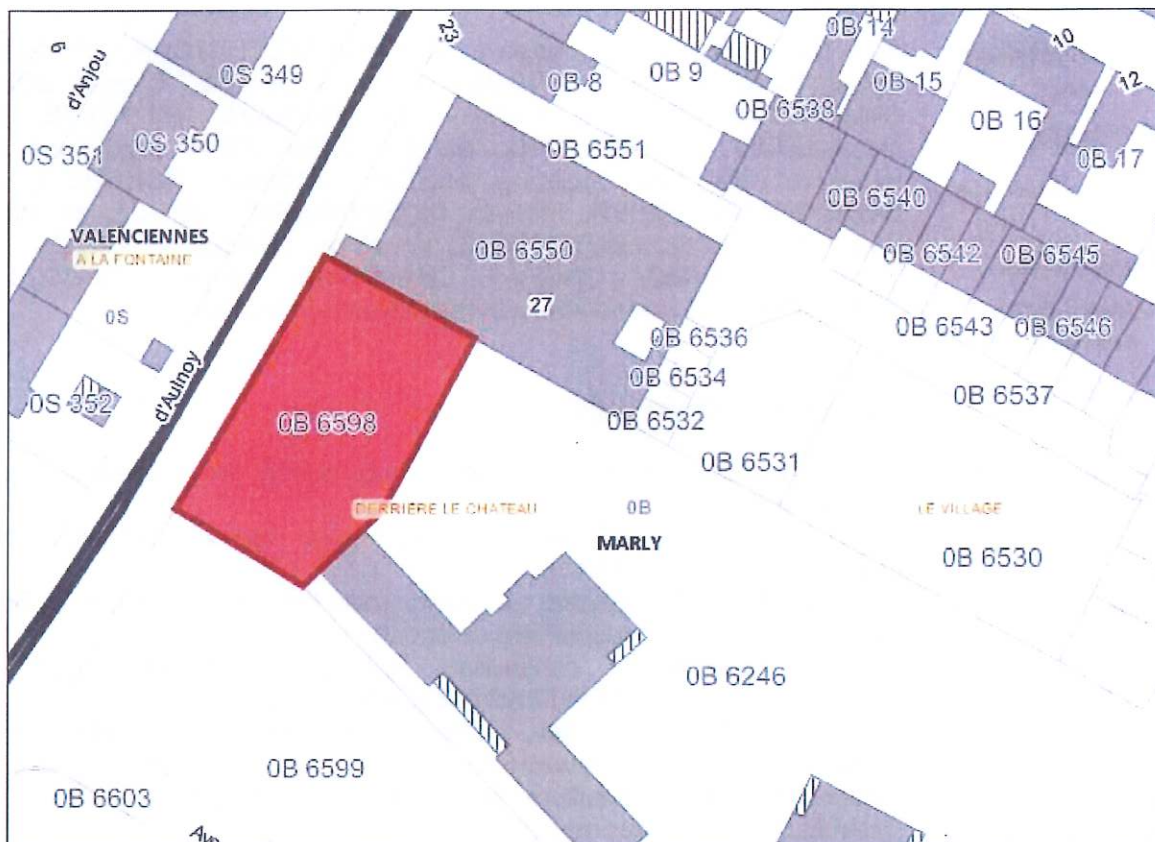 6
d'Anjou
0S 349
0S 350
0S 351
VALENCIENNES
A LA FONTAINE
0S
0S 352
d'Aulnoy
23
0B 8
0B 9
0B 14
0B 15
10
12
0B 16
0B 17
0B 6538
0B 6551
0B 6540
0B 6542
0B 6545
0B 6550
27
0B 6536
0B 6543
0B 6546
0B 6534
0B 6537
0B 6532
0B 6598
0B 6531
DERRIERE LE CHATEAU
0B
LE VILLAGE
MARLY
0B 6530
0B 6246
0B 6599
0B 6603